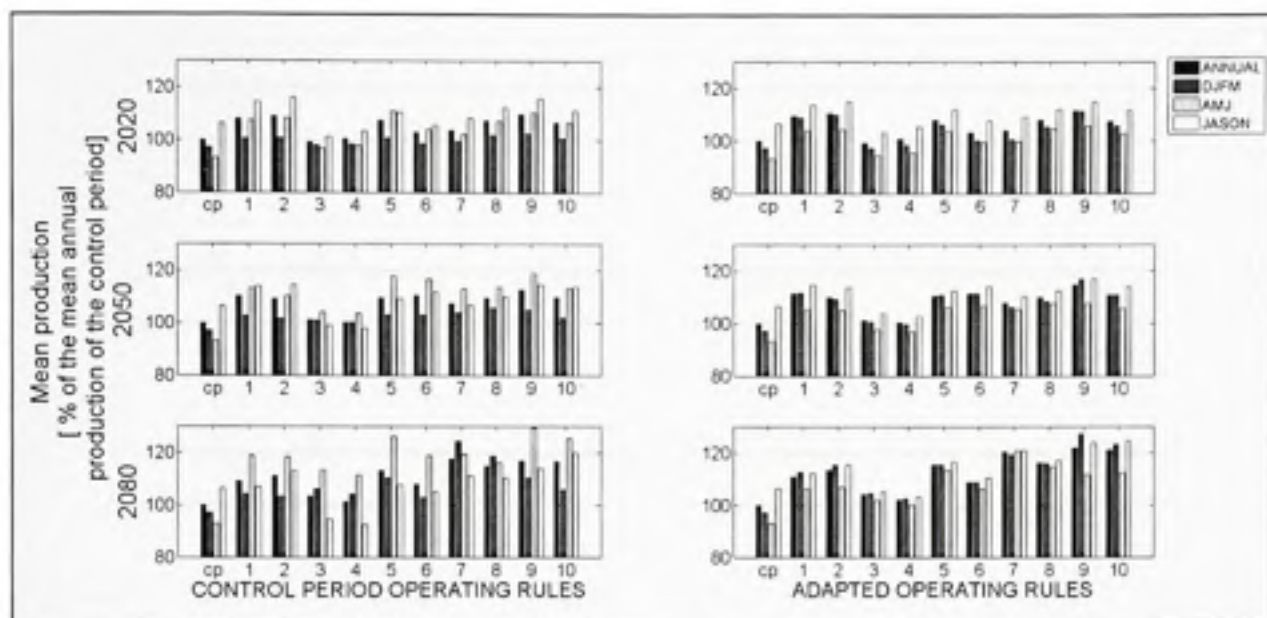 Mean production
[ % of the mean annual
production of the control period]
2020
120
100
80
cp 1 2 3 4 5 6 7 8 9 10
120
100
80
cp 1 2 3 4 5 6 7 8 9 10
ANNUAL
DJFM
AMJ
JASON
2050
120
100
80
cp 1 2 3 4 5 6 7 8 9 10
120
100
80
cp 1 2 3 4 5 6 7 8 9 10
2080
120
100
80
cp 1 2 3 4 5 6 7 8 9 10
CONTROL PERIOD OPERATING RULES
120
100
80
cp 1 2 3 4 5 6 7 8 9 10
ADAPTED OPERATING RULES